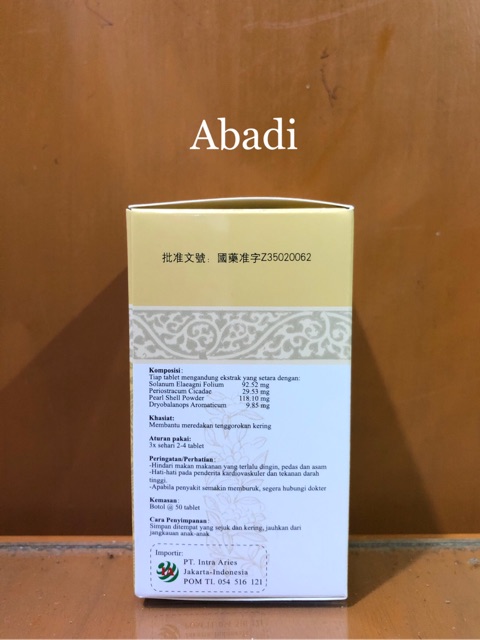 Abadi
批准文號：國藥准字Z35020062
Komposisi:
Tiap tablet mengandung ekstrak yang setara dengan:
Solanum Elaeagni Folium 92.52 mg
Periostracum Cicadae 29.53 mg
Pearl Shell Powder 118.10 mg
Dryobalanops Aromaticum 9.85 mg
Khasiat:
Membantu meredakan tenggorokan kering
Aturan pakai:
3x sehari 2-4 tablet
Peringatan/Perhatian:
-Hindari makan makanan yang terlalu dingin, pedas dan asam
-Hati-hati pada penderita kardiovaskuler dan tekanan darah
tinggi.
-Apabila penyakit semakin memburuk, segera hubungi dokter
Kemasan:
Botol @ 50 tablet
Cara Penyimpanan:
Simpan ditempat yang sejuk dan kering, jauhkan dari
jangkauan anak-anak
Importir:
PT. Intra Aries
Jakarta-Indonesia
POM TI. 054 516 121